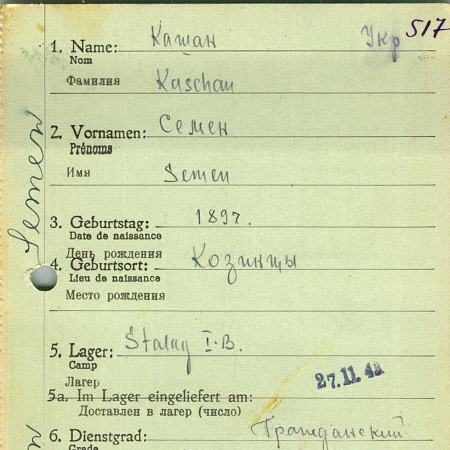 517
1. Name: Кашан Укр
Nom
Фамилия Kaschan
2. Vornamen: Семен
Prénoms
Имя Semen
Semen
3. Geburtstag: 1897.
Date de naissance
День рождения
4. Geburtsort: Козинцы
Lieu de naissance
Место рождения
5. Lager: Stalag I.B.
Camp
Лагерь
27.11.43
5a. Im Lager eingeliefert am:
Доставлен в лагерь (число)
6. Dienstgrad: Гражданский
Grade